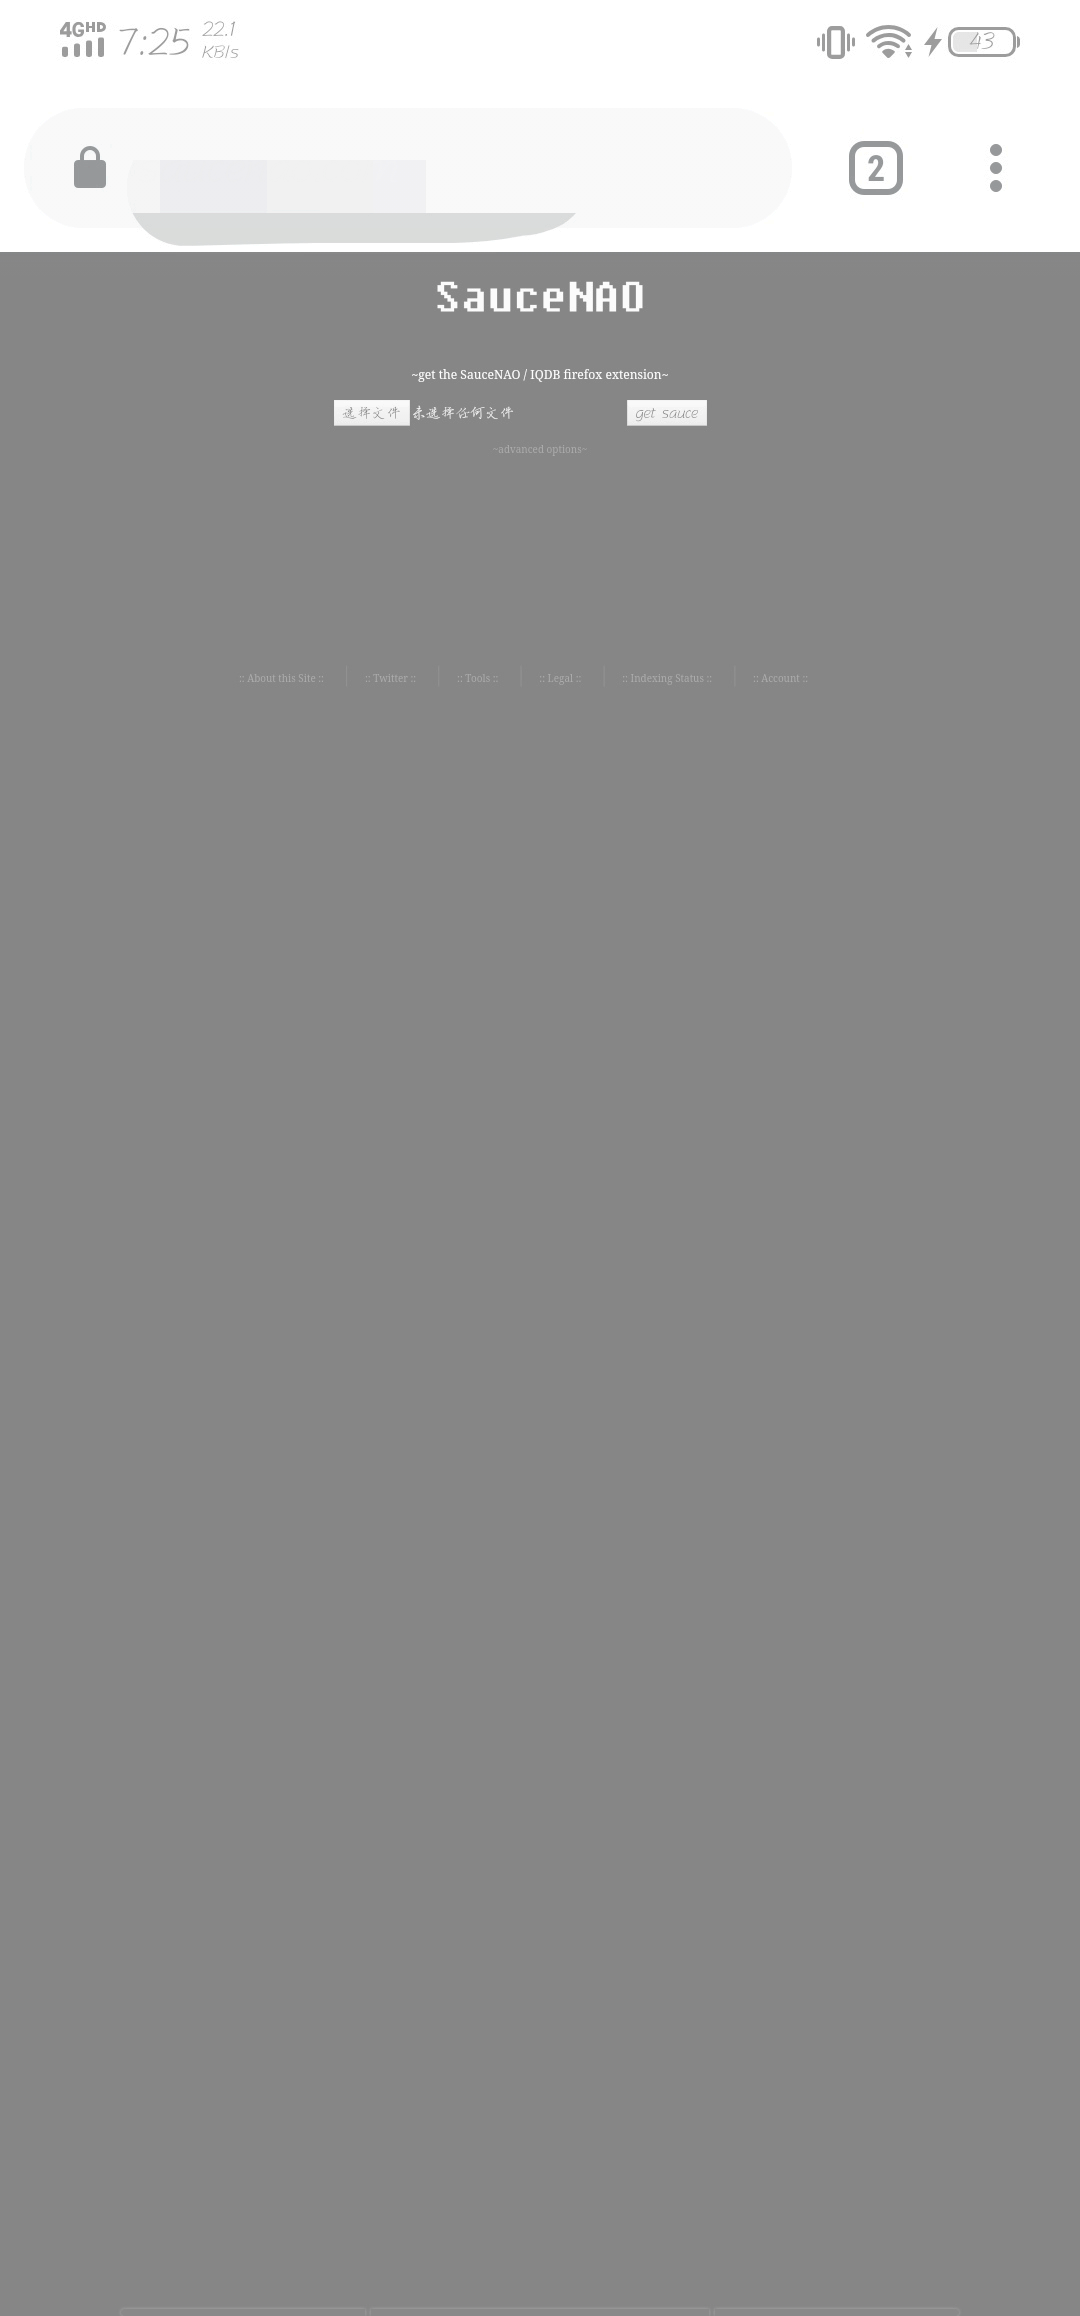 4GHD 7:25 22.1 KB/s 43
2
SauceNAO
~get the SauceNAO / IQDB firefox extension~
选择文件 未选择任何文件 get sauce
~advanced options~
:: About this Site :: :: Twitter :: :: Tools :: :: Legal :: :: Indexing Status :: :: Account ::